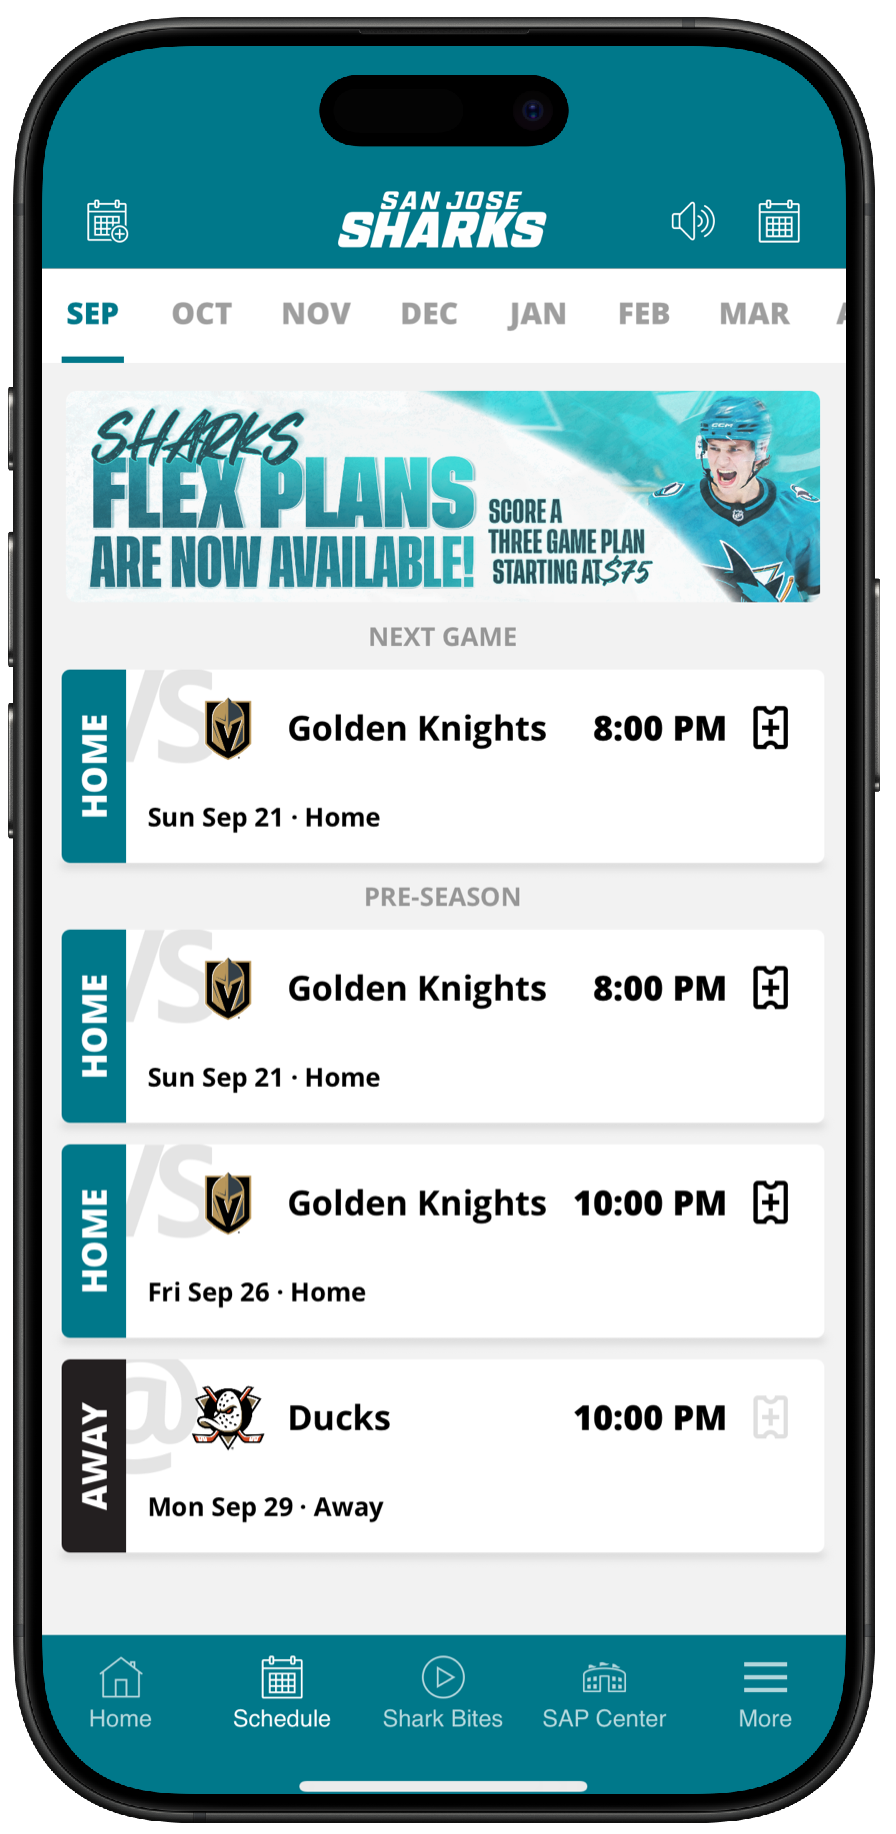 SAN JOSE
SHARKS
SEP OCT NOV DEC JAN FEB MAR
SHARKS
FLEX PLANS
ARE NOW AVAILABLE!
SCORE A
THREE GAME PLAN
STARTING AT $75
NEXT GAME
HOME
VS
Golden Knights 8:00 PM
Sun Sep 21 · Home
PRE-SEASON
HOME
VS
Golden Knights 8:00 PM
Sun Sep 21 · Home
HOME
VS
Golden Knights 10:00 PM
Fri Sep 26 · Home
AWAY
@
Ducks 10:00 PM
Mon Sep 29 · Away
Home Schedule Shark Bites SAP Center More